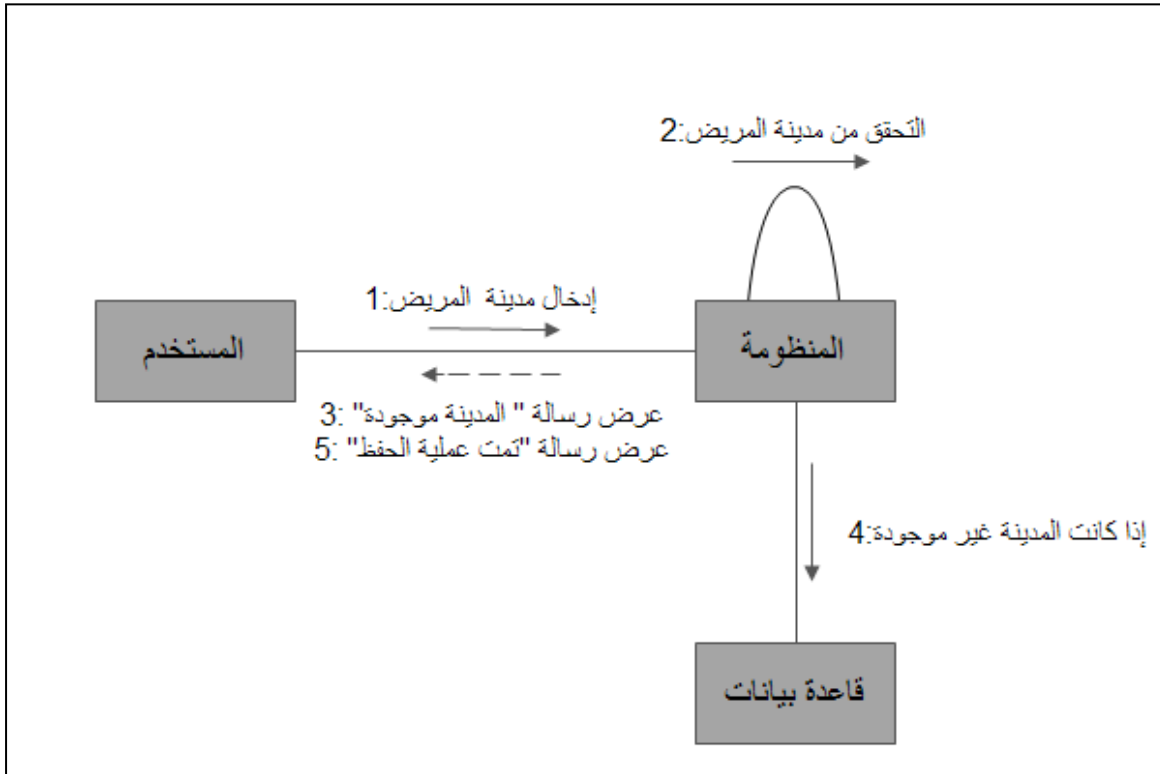 2:التحقق من مدينة المريض
1:إدخال مدينة المريض
المستخدم
المنظومة
3: عرض رسالة " المدينة موجودة"
5: عرض رسالة "تمت عملية الحفظ"
4:إذا كانت المدينة غير موجودة
قاعدة بيانات